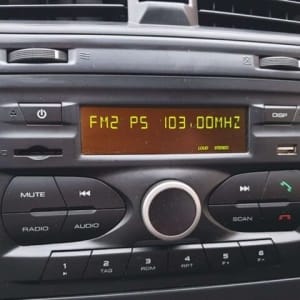 DISP
FM2 PS 103.00MHZ
LOUD STEREO
MUTE
SCAN
RADIO
AUDIO
1
2
TAG
3
RDM
4
RPT
5
F-
6
F+